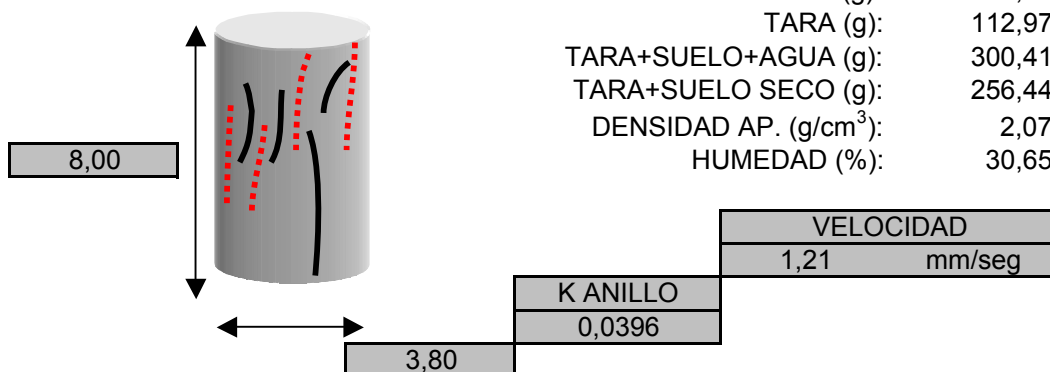 TARA (g): 112,97
TARA+SUELO+AGUA (g): 300,41
TARA+SUELO SECO (g): 256,44
DENSIDAD AP. (g/cm³): 2,07
HUMEDAD (%): 30,65
8,00
VELOCIDAD
1,21 mm/seg
K ANILLO
0,0396
3,80